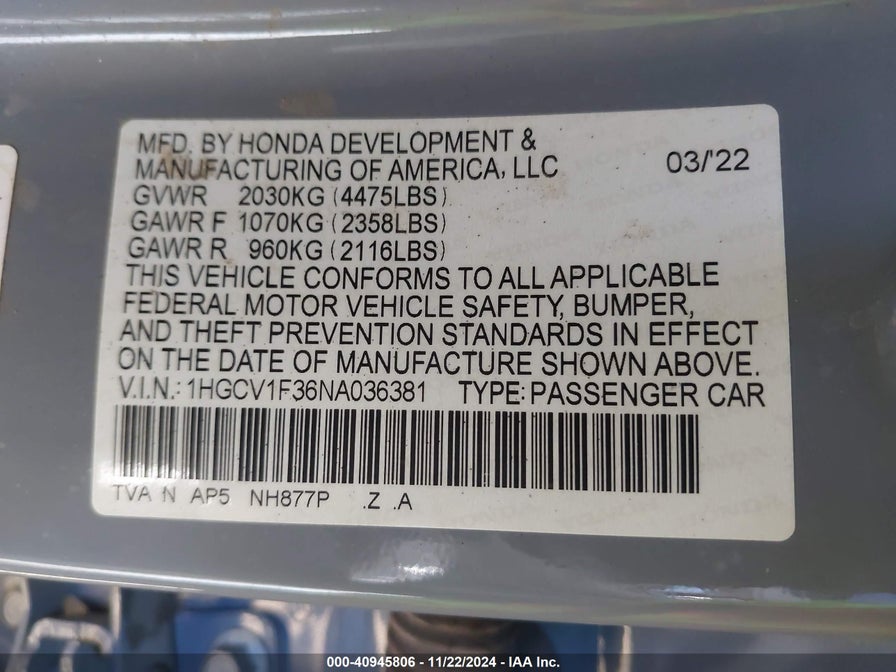 MFD. BY HONDA DEVELOPMENT &
MANUFACTURING OF AMERICA, LLC 03/'22
GVWR 2030KG (4475LBS)
GAWR F 1070KG (2358LBS)
GAWR R 960KG (2116LBS)
THIS VEHICLE CONFORMS TO ALL APPLICABLE
FEDERAL MOTOR VEHICLE SAFETY, BUMPER,
AND THEFT PREVENTION STANDARDS IN EFFECT
ON THE DATE OF MANUFACTURE SHOWN ABOVE.
V.I.N.: 1HGCV1F36NA036381 TYPE: PASSENGER CAR
TVA N AP5 NH877P .Z .A
000-40945806 - 11/22/2024 - IAA Inc.